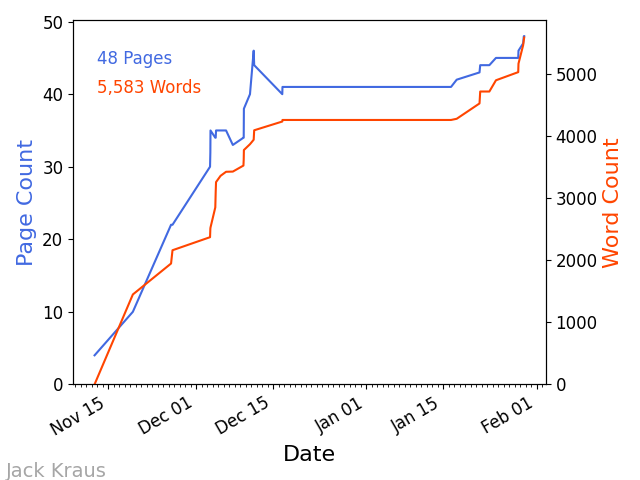 48 Pages
5,583 Words
Page Count
50
40
30
20
10
0
5000
4000
3000
2000
1000
0
Word Count
Nov 15
Dec 01
Dec 15
Jan 01
Jan 15
Feb 01
Date
Jack Kraus